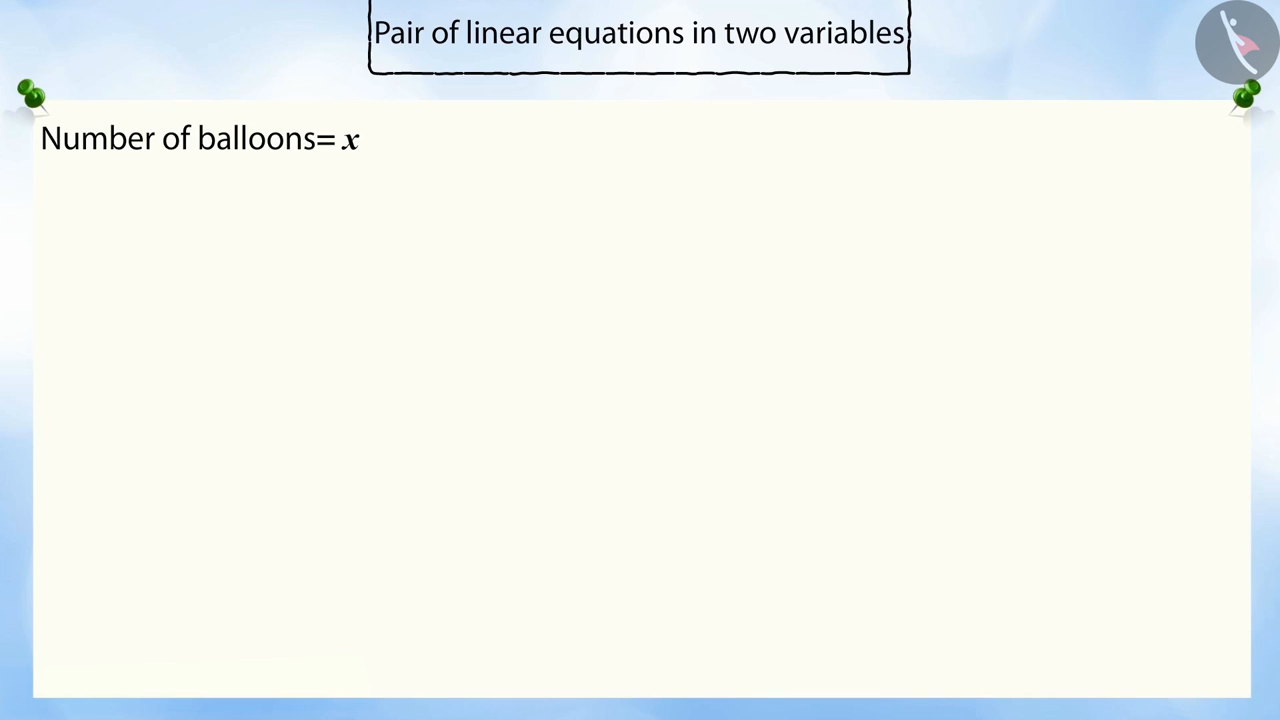 Pair of linear equations in two variables
Number of balloons= x